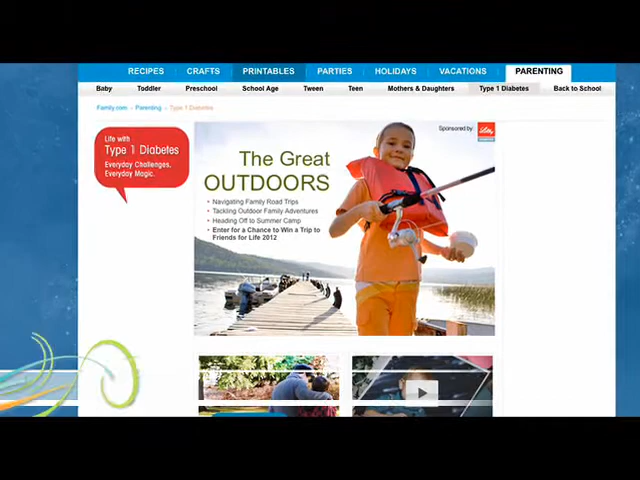 RECIPES CRAFTS PRINTABLES PARTIES HOLIDAYS VACATIONS PARENTING
Baby Toddler Preschool School Age Tween Teen Mothers & Daughters Type 1 Diabetes Back to School
Family.com Parenting Type 1 Diabetes
Life with
Type 1 Diabetes
Everyday Challenges.
Everyday Magic.
Sponsored by
Lilly
The Great
OUTDOORS
• Navigating Family Road Trips
• Tackling Outdoor Family Adventures
• Heading Off to Summer Camp
• Enter for a Chance to Win a Trip to
Friends for Life 2012